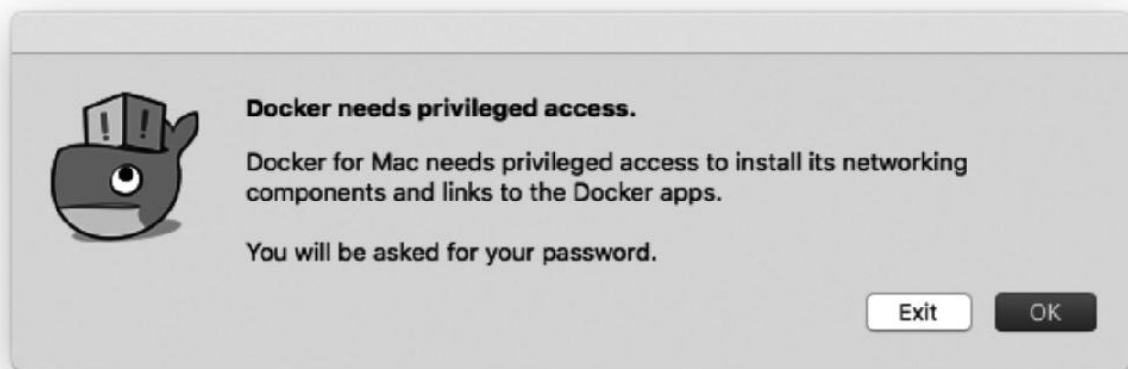 ! !
Docker needs privileged access.
Docker for Mac needs privileged access to install its networking
components and links to the Docker apps.
You will be asked for your password.
Exit OK